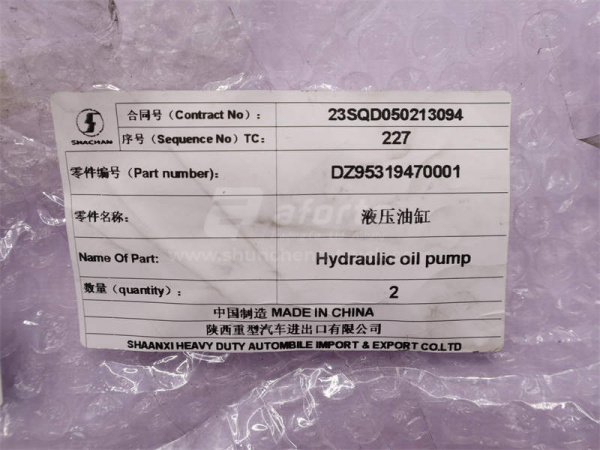 SHACMAN
合同号（Contract No）： 23SQD050213094
序号（Sequence No）TC： 227
零件编号（Part number）： DZ95319470001
零件名称： 液压油缸
Name Of Part: Hydraulic oil pump
数量（quantity）： 2
中国制造 MADE IN CHINA
陕西重型汽车进出口有限公司
SHAANXI HEAVY DUTY AUTOMBILE IMPORT & EXPORT CO.LTD